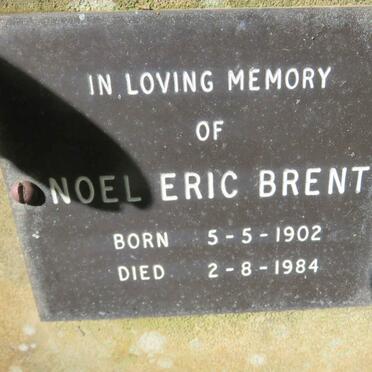 IN LOVING MEMORY
OF
NOEL ERIC BRENT
BORN 5-5-1902
DIED 2-8-1984